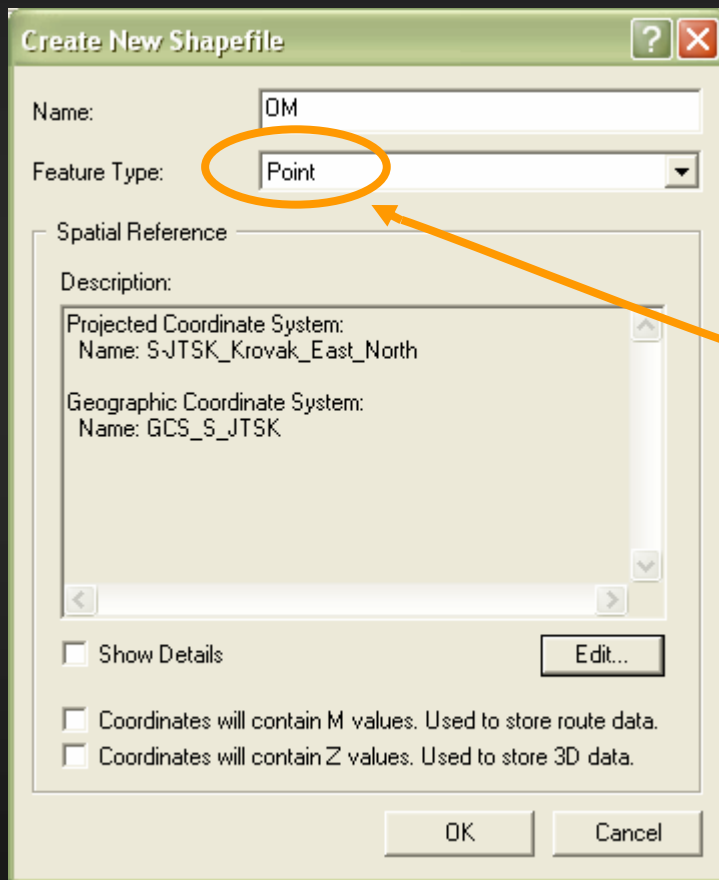 Create New Shapefile
Name: OM
Feature Type: Point
Spatial Reference
Description:
Projected Coordinate System:
Name: S-JTSK_Krovak_East_North
Geographic Coordinate System:
Name: GCS_S_JTSK
Show Details
Edit...
Coordinates will contain M values. Used to store route data.
Coordinates will contain Z values. Used to store 3D data.
OK Cancel